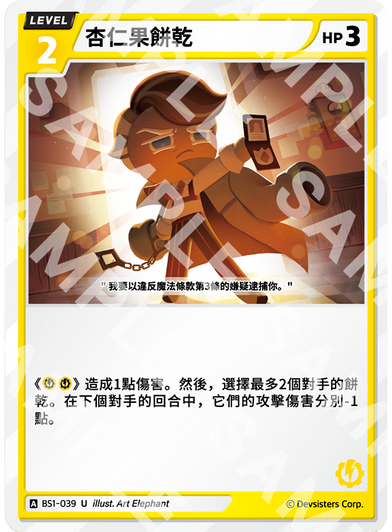 LEVEL
2
杏仁果餅乾
HP 3
"我要以違反魔法條款第3條的嫌疑逮捕你。"
《 》造成1點傷害。然後，選擇最多2個對手的餅
乾。在下個對手的回合中，它們的攻擊傷害分別-1
點。
A BS1-039 U illust. Art Elephant
© Devsisters Corp.
SAMPLE
SAMPLE
SAMPLE